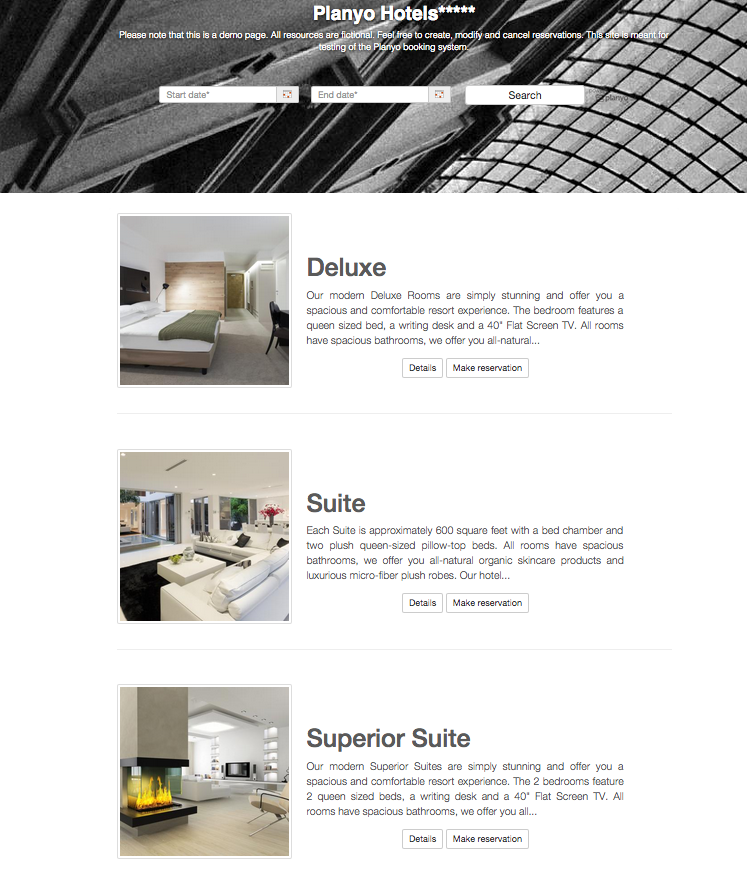 Planyo Hotels*****
Please note that this is a demo page. All resources are fictional. Feel free to create, modify and cancel reservations. This site is meant for
testing of the Planyo booking system.
Start date*
End date*
Search
planyo
Deluxe
Our modern Deluxe Rooms are simply stunning and offer you a
spacious and comfortable resort experience. The bedroom features a
queen sized bed, a writing desk and a 40" Flat Screen TV. All rooms
have spacious bathrooms, we offer you all-natural...
Details
Make reservation
Suite
Each Suite is approximately 600 square feet with a bed chamber and
two plush queen-sized pillow-top beds. All rooms have spacious
bathrooms, we offer you all-natural organic skincare products and
luxurious micro-fiber plush robes. Our hotel...
Details
Make reservation
Superior Suite
Our modern Superior Suites are simply stunning and offer you a
spacious and comfortable resort experience. The 2 bedrooms feature
2 queen sized beds, a writing desk and a 40" Flat Screen TV. All
rooms have spacious bathrooms, we offer you all...
Details
Make reservation